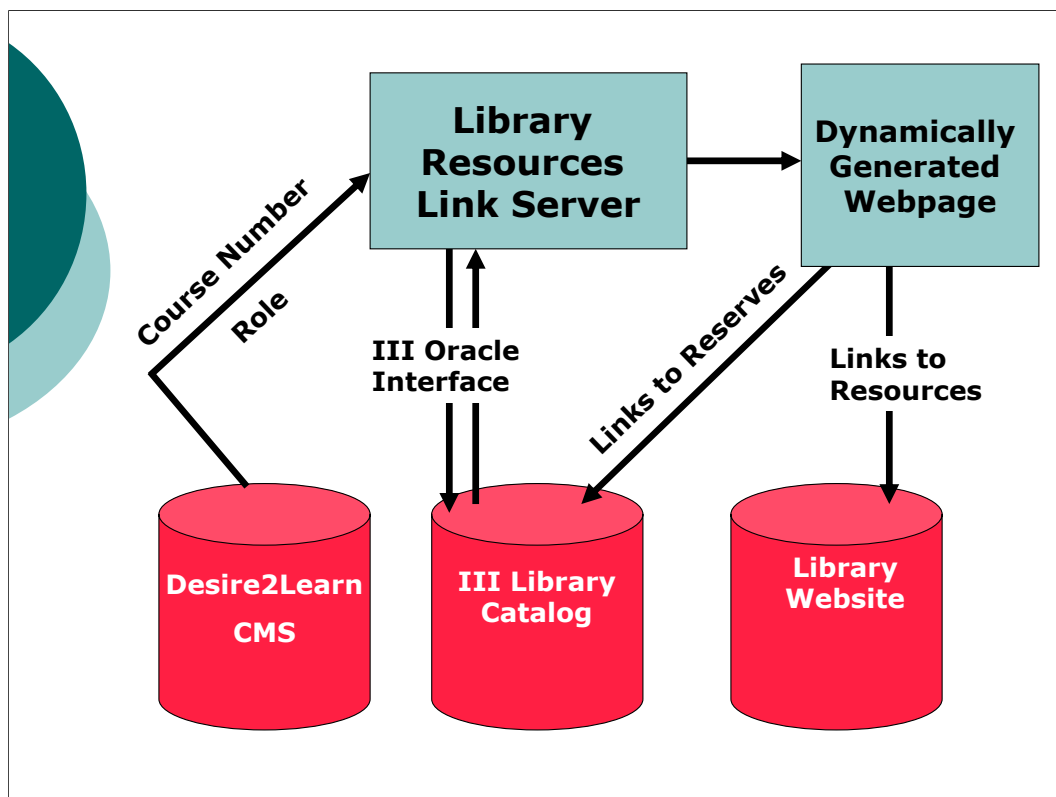 Library
Resources
Link Server
Dynamically
Generated
Webpage
Course Number
Role
III Oracle
Interface
Links to Reserves
Links to
Resources
Desire2Learn
CMS
III Library
Catalog
Library
Website